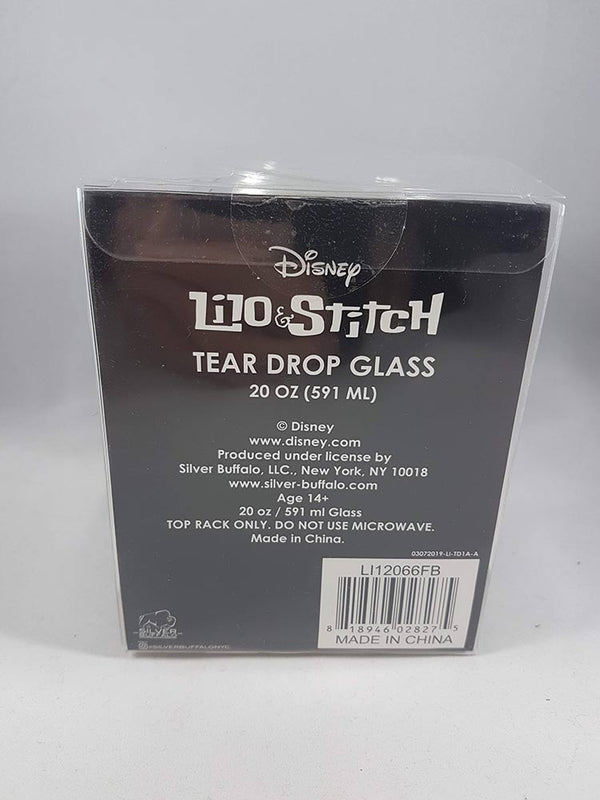 Disney
Lilo & Stitch
TEAR DROP GLASS
20 OZ (591 ML)
© Disney
www.disney.com
Produced under license by
Silver Buffalo, LLC., New York, NY 10018
www.silver-buffalo.com
Age 14+
20 oz / 591 ml Glass
TOP RACK ONLY. DO NOT USE MICROWAVE.
Made in China.
03072019-LI-TD1A-A
LI12066FB
8 18946 02827 5
MADE IN CHINA
SILVER
BUFFALO
@SILVERBUFFALONYC